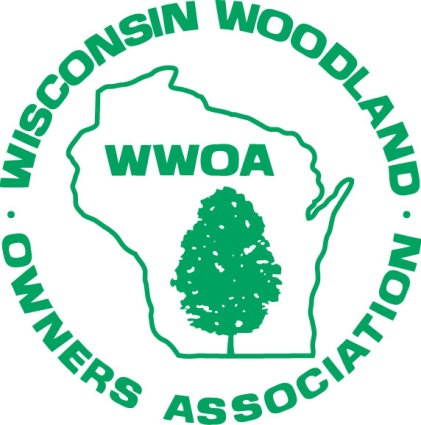 WISCONSIN WOODLAND
WWOA
· OWNERS ASSOCIATION ·